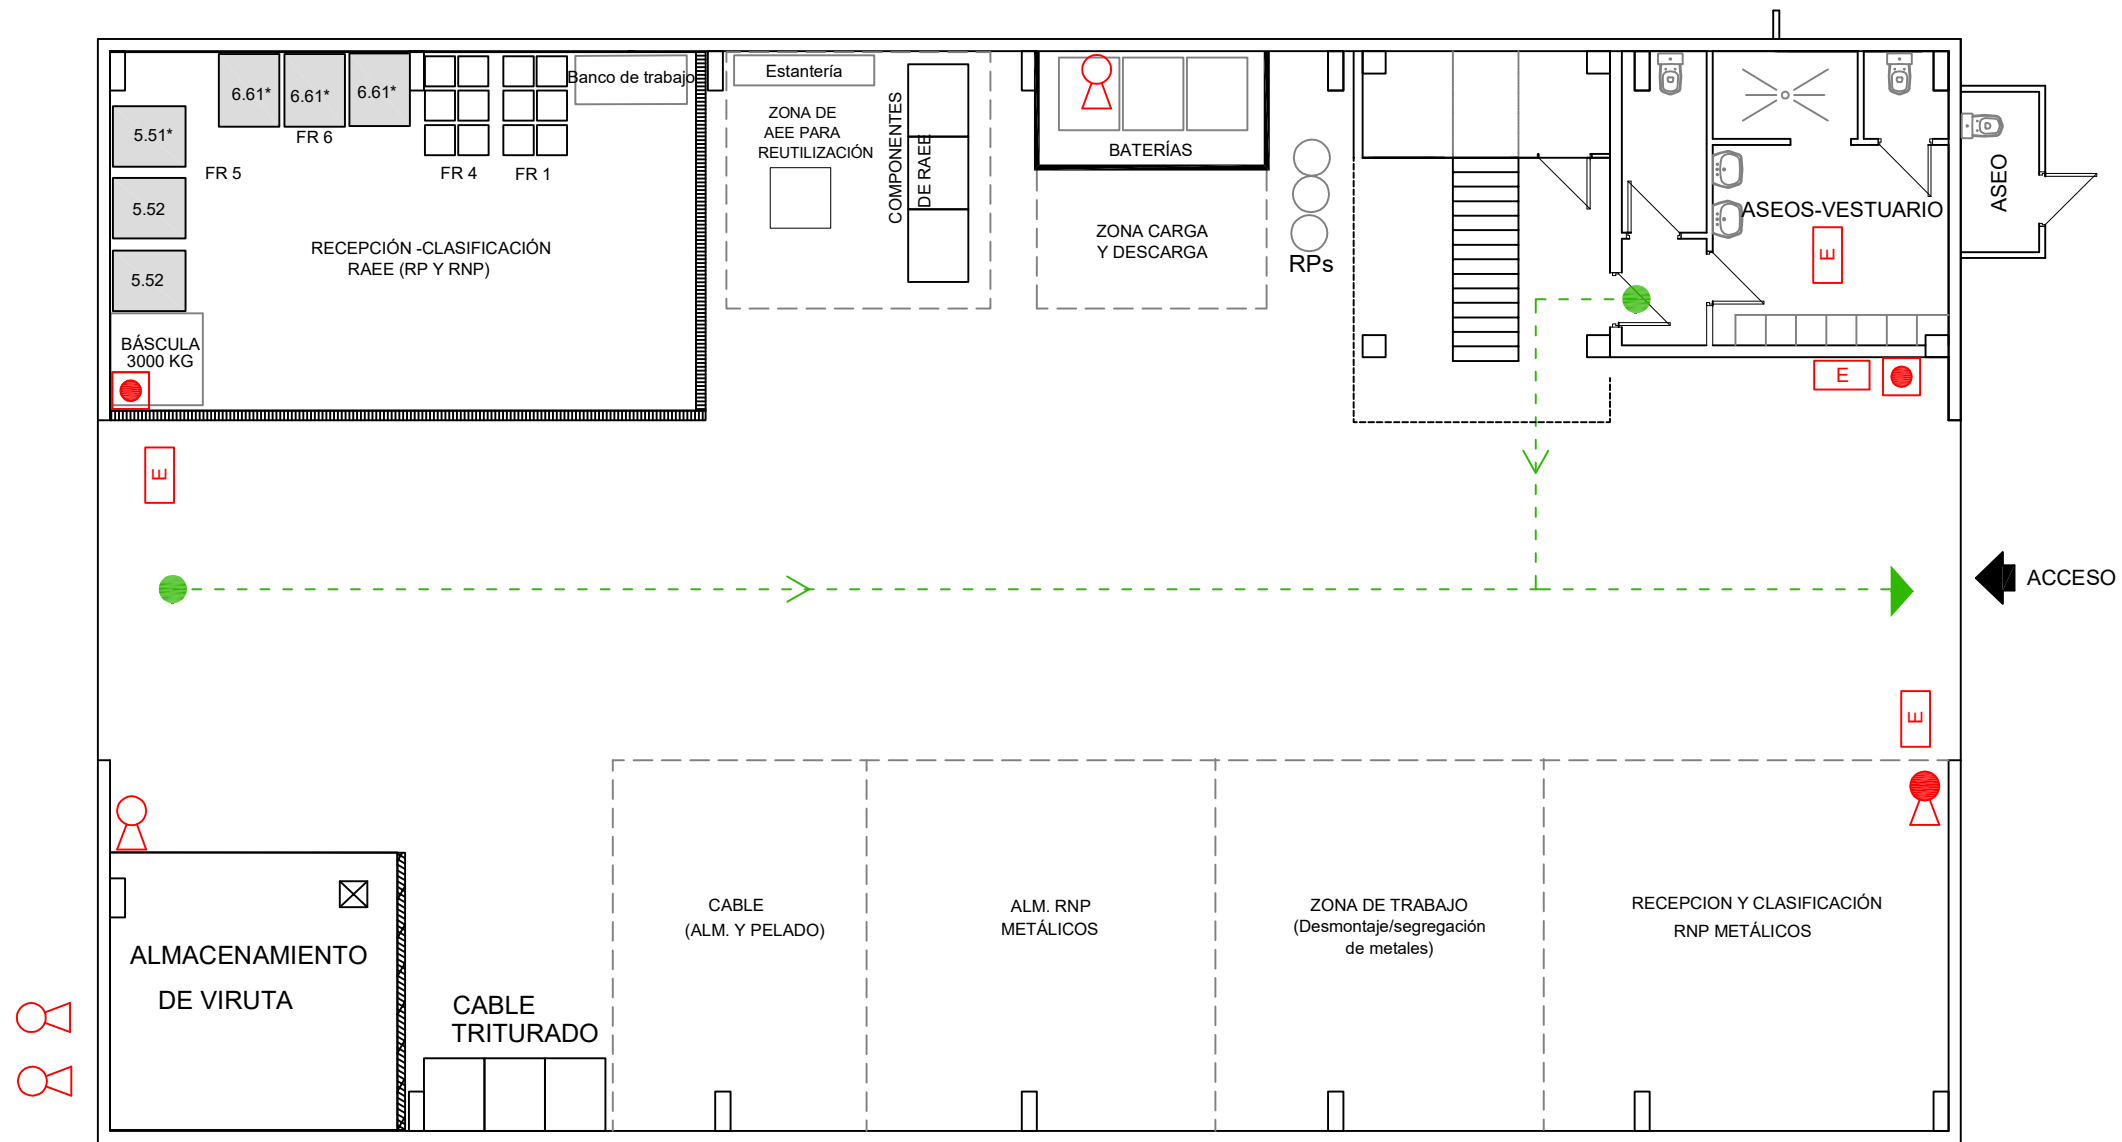 6.61*
6.61*
6.61*
Banco de trabajo
5.51*
FR 6
FR 5
FR 4
FR 1
5.52
5.52
RECEPCIÓN -CLASIFICACIÓN
RAEE (RP Y RNP)
BÁSCULA
3000 KG
Estantería
ZONA DE
AEE PARA
REUTILIZACIÓN
COMPONENTES
DE RAEE
BATERÍAS
ZONA CARGA
Y DESCARGA
RPs
ASEOS-VESTUARIO
E
ASEO
E
E
ACCESO
E
ALMACENAMIENTO
DE VIRUTA
CABLE
TRITURADO
CABLE
(ALM. Y PELADO)
ALM. RNP
METÁLICOS
ZONA DE TRABAJO
(Desmontaje/segregación
de metales)
RECEPCION Y CLASIFICACIÓN
RNP METÁLICOS